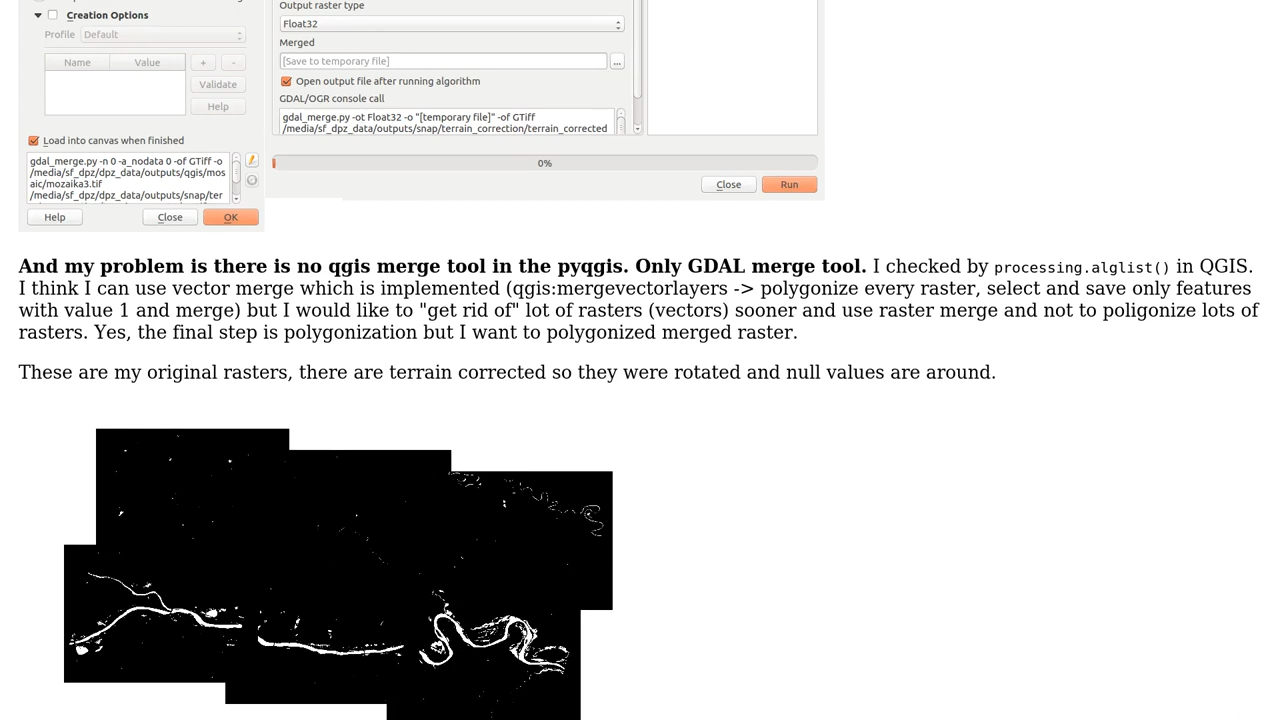 Creation Options
Profile Default
Name Value + -
Validate
Help
Load into canvas when finished
gdal_merge.py -n 0 -a_nodata 0 -of GTiff -o
/media/sf_dpz/dpz_data/outputs/qgis/mos
aic/mozaika3.tif
/media/sf_dpz/dpz_data/outputs/snap/ter
Help Close OK
Output raster type
Float32
Merged
[Save to temporary file] ...
Open output file after running algorithm
GDAL/OGR console call
gdal_merge.py -ot Float32 -o "[temporary file]" -of GTiff
/media/sf_dpz_data/outputs/snap/terrain_correction/terrain_corrected
0%
Close Run
And my problem is there is no qgis merge tool in the pyqgis. Only GDAL merge tool. I checked by processing.alglist() in QGIS.
I think I can use vector merge which is implemented (qgis:mergevectorlayers -> polygonize every raster, select and save only features
with value 1 and merge) but I would like to "get rid of" lot of rasters (vectors) sooner and use raster merge and not to poligonize lots of
rasters. Yes, the final step is polygonization but I want to polygonized merged raster.
These are my original rasters, there are terrain corrected so they were rotated and null values are around.